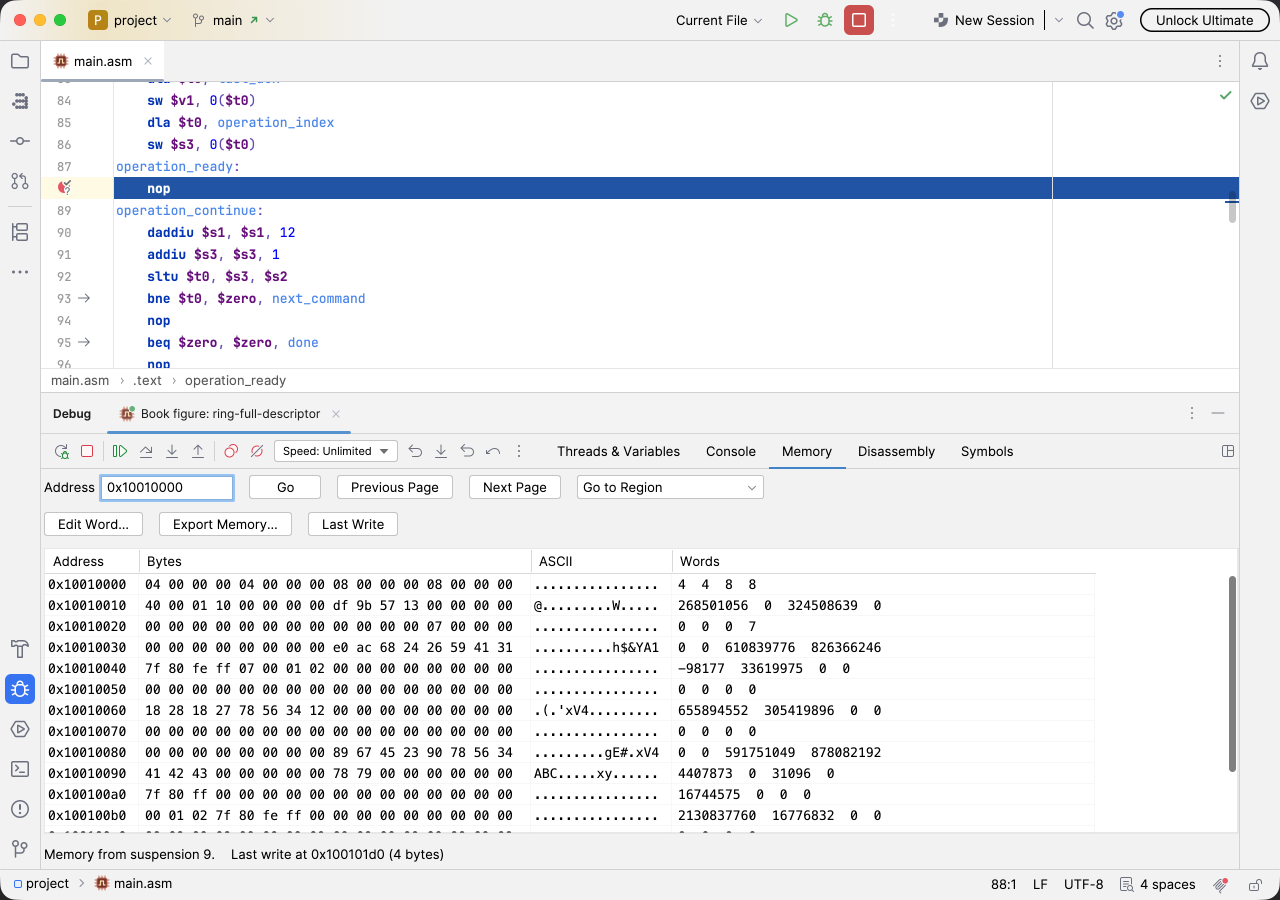 P project main Current File New Session Unlock Ultimate
main.asm
84 sw $v1, 0($t0)
85 dla $t0, operation_index
86 sw $s3, 0($t0)
87 operation_ready:
nop
89 operation_continue:
90 daddiu $s1, $s1, 12
91 addiu $s3, $s3, 1
92 sltu $t0, $s3, $s2
93 bne $t0, $zero, next_command
94 nop
95 beq $zero, $zero, done
96 nop
main.asm › .text › operation_ready
Debug Book figure: ring-full-descriptor
Speed: Unlimited Threads & Variables Console Memory Disassembly Symbols
Address 0x10010000 Go Previous Page Next Page Go to Region
Edit Word... Export Memory... Last Write
Address Bytes ASCII Words
0x10010000 04 00 00 00 04 00 00 00 08 00 00 00 08 00 00 00 ................ 4 4 8 8
0x10010010 40 00 01 10 00 00 00 00 df 9b 57 13 00 00 00 00 @.........W..... 268501056 0 324508639 0
0x10010020 00 00 00 00 00 00 00 00 00 00 00 00 07 00 00 00 ................ 0 0 0 7
0x10010030 00 00 00 00 00 00 00 00 e0 ac 68 24 26 59 41 31 ..........h$&YA1 0 0 610839776 826366246
0x10010040 7f 80 fe ff 07 00 01 02 00 00 00 00 00 00 00 00 ................ -98177 33619975 0 0
0x10010050 00 00 00 00 00 00 00 00 00 00 00 00 00 00 00 00 ................ 0 0 0 0
0x10010060 18 28 18 27 78 56 34 12 00 00 00 00 00 00 00 00 .(.'xV4......... 655894552 305419896 0 0
0x10010070 00 00 00 00 00 00 00 00 00 00 00 00 00 00 00 00 ................ 0 0 0 0
0x10010080 00 00 00 00 00 00 00 00 89 67 45 23 90 78 56 34 .........gE#.xV4 0 0 591751049 878082192
0x10010090 41 42 43 00 00 00 00 00 78 79 00 00 00 00 00 00 ABC.....xy...... 4407873 0 31096 0
0x100100a0 7f 80 ff 00 00 00 00 00 00 00 00 00 00 00 00 00 ................ 16744575 0 0 0
0x100100b0 00 01 02 7f 80 fe ff 00 00 00 00 00 00 00 00 00 ................ 2130837760 16776832 0 0
Memory from suspension 9. Last write at 0x100101d0 (4 bytes)
project › main.asm 88:1 LF UTF-8 4 spaces